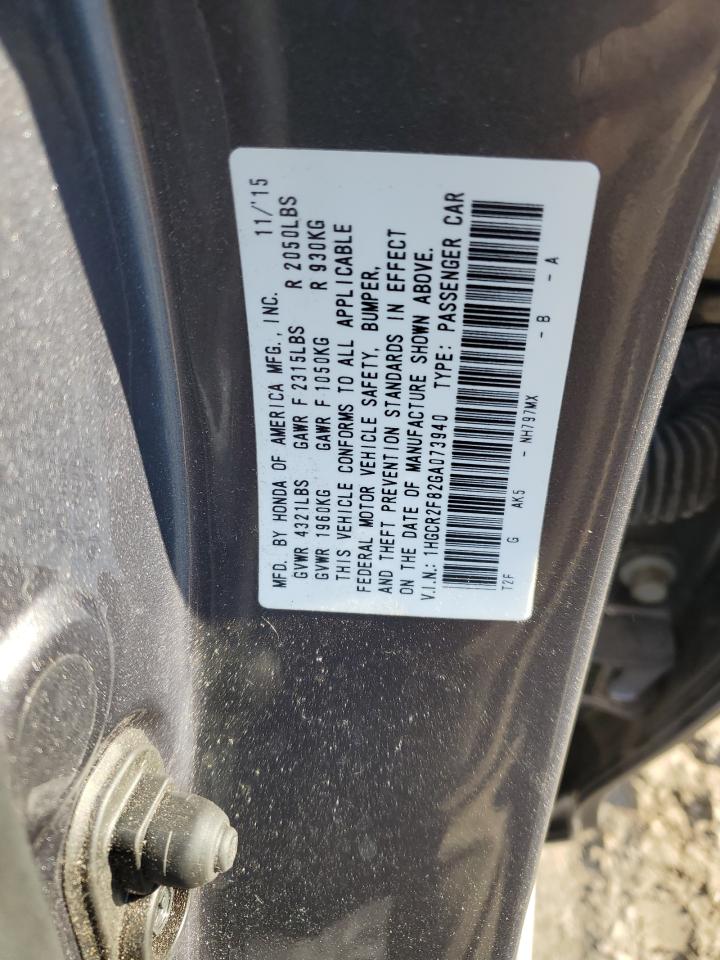 MFD. BY HONDA OF AMERICA MFG., INC. 11/'15
GVWR 4321LBS GAWR F 2315LBS R 2050LBS
GVWR 1960KG GAWR F 1050KG R 930KG
THIS VEHICLE CONFORMS TO ALL APPLICABLE
FEDERAL MOTOR VEHICLE SAFETY, BUMPER,
AND THEFT PREVENTION STANDARDS IN EFFECT
ON THE DATE OF MANUFACTURE SHOWN ABOVE.
V.I.N.: 1HGCR2F82GA073940 TYPE: PASSENGER CAR
T2F G AK5 - NH797MX - B - A